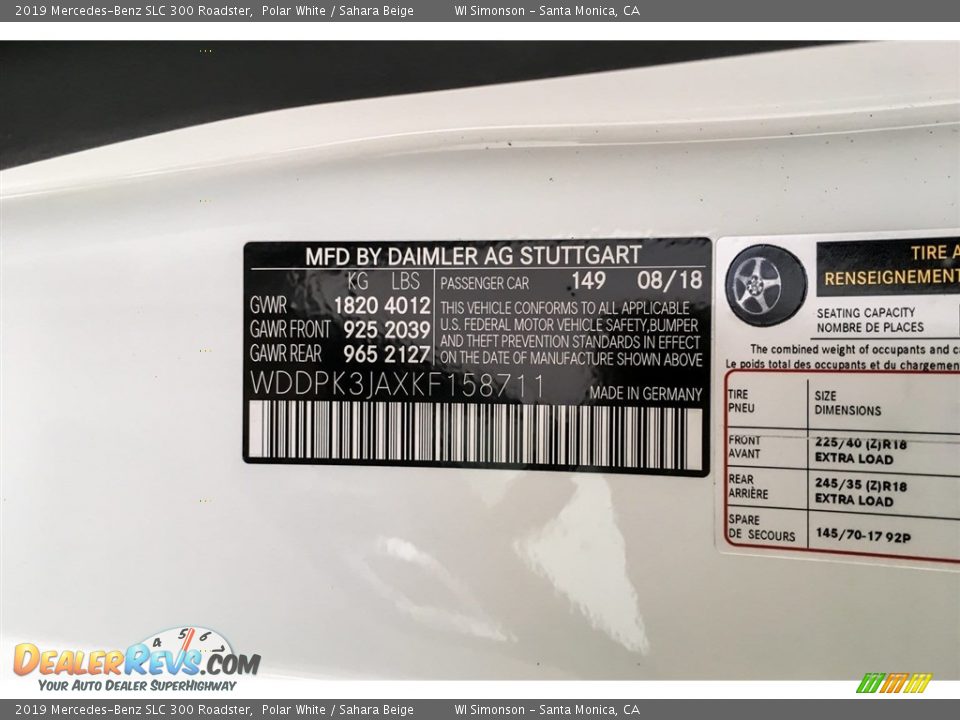 2019 Mercedes-Benz SLC 300 Roadster, Polar White / Sahara Beige WI Simonson - Santa Monica, CA
MFD BY DAIMLER AG STUTTGART
KG LBS
GVWR 1820 4012
GAWR FRONT 925 2039
GAWR REAR 965 2127
PASSENGER CAR 149 08/18
THIS VEHICLE CONFORMS TO ALL APPLICABLE
U.S. FEDERAL MOTOR VEHICLE SAFETY,BUMPER
AND THEFT PREVENTION STANDARDS IN EFFECT
ON THE DATE OF MANUFACTURE SHOWN ABOVE
WDDPK3JAXKF158711 MADE IN GERMANY
TIRE A
RENSEIGNEMENT
SEATING CAPACITY
NOMBRE DE PLACES
The combined weight of occupants and
Le poids total des occupants et du chargement
TIRE SIZE
PNEU DIMENSIONS
FRONT 225/40 (Z)R18
AVANT EXTRA LOAD
REAR 245/35 (Z)R18
ARRIÈRE EXTRA LOAD
SPARE
DE SECOURS 145/70-17 92P
4 5 6
DealerRevs.com
Your Auto Dealer SuperHighway
2019 Mercedes-Benz SLC 300 Roadster, Polar White / Sahara Beige WI Simonson - Santa Monica, CA